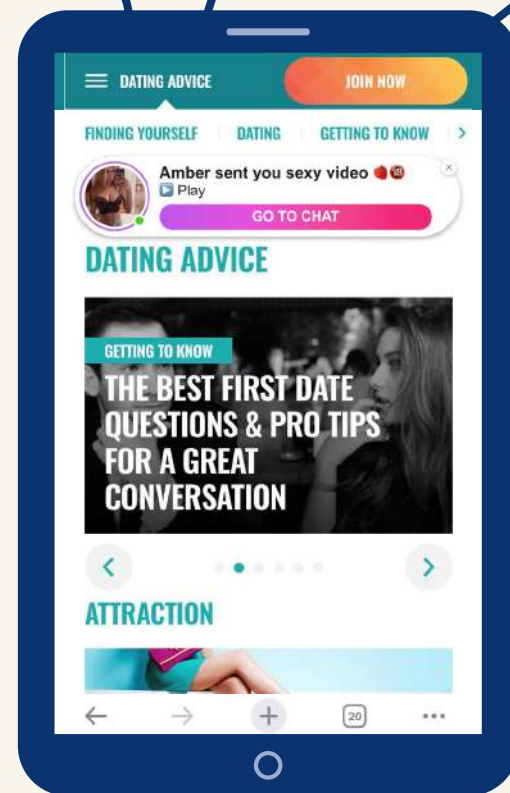 DATING ADVICE
JOIN NOW
FINDING YOURSELF
DATING
GETTING TO KNOW
Amber sent you sexy video 🍓🔞
Play
GO TO CHAT
DATING ADVICE
GETTING TO KNOW
THE BEST FIRST DATE
QUESTIONS & PRO TIPS
FOR A GREAT
CONVERSATION
ATTRACTION
20